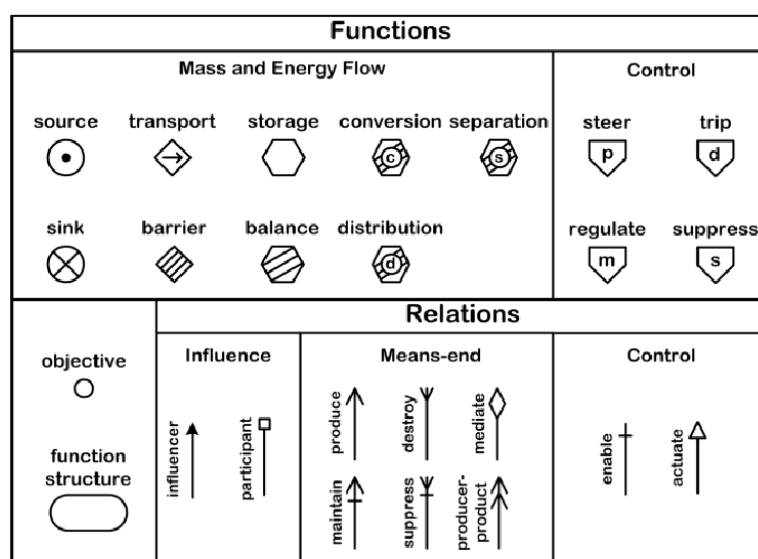 Functions
Mass and Energy Flow
Control
source transport storage conversion separation
c
s
steer trip
p
d
sink barrier balance distribution
d
regulate suppress
m
s
Relations
objective
function
structure
Influence
influencer
participant
Means-end
produce
destroy
mediate
maintain
suppress
producer-
product
Control
enable
actuate